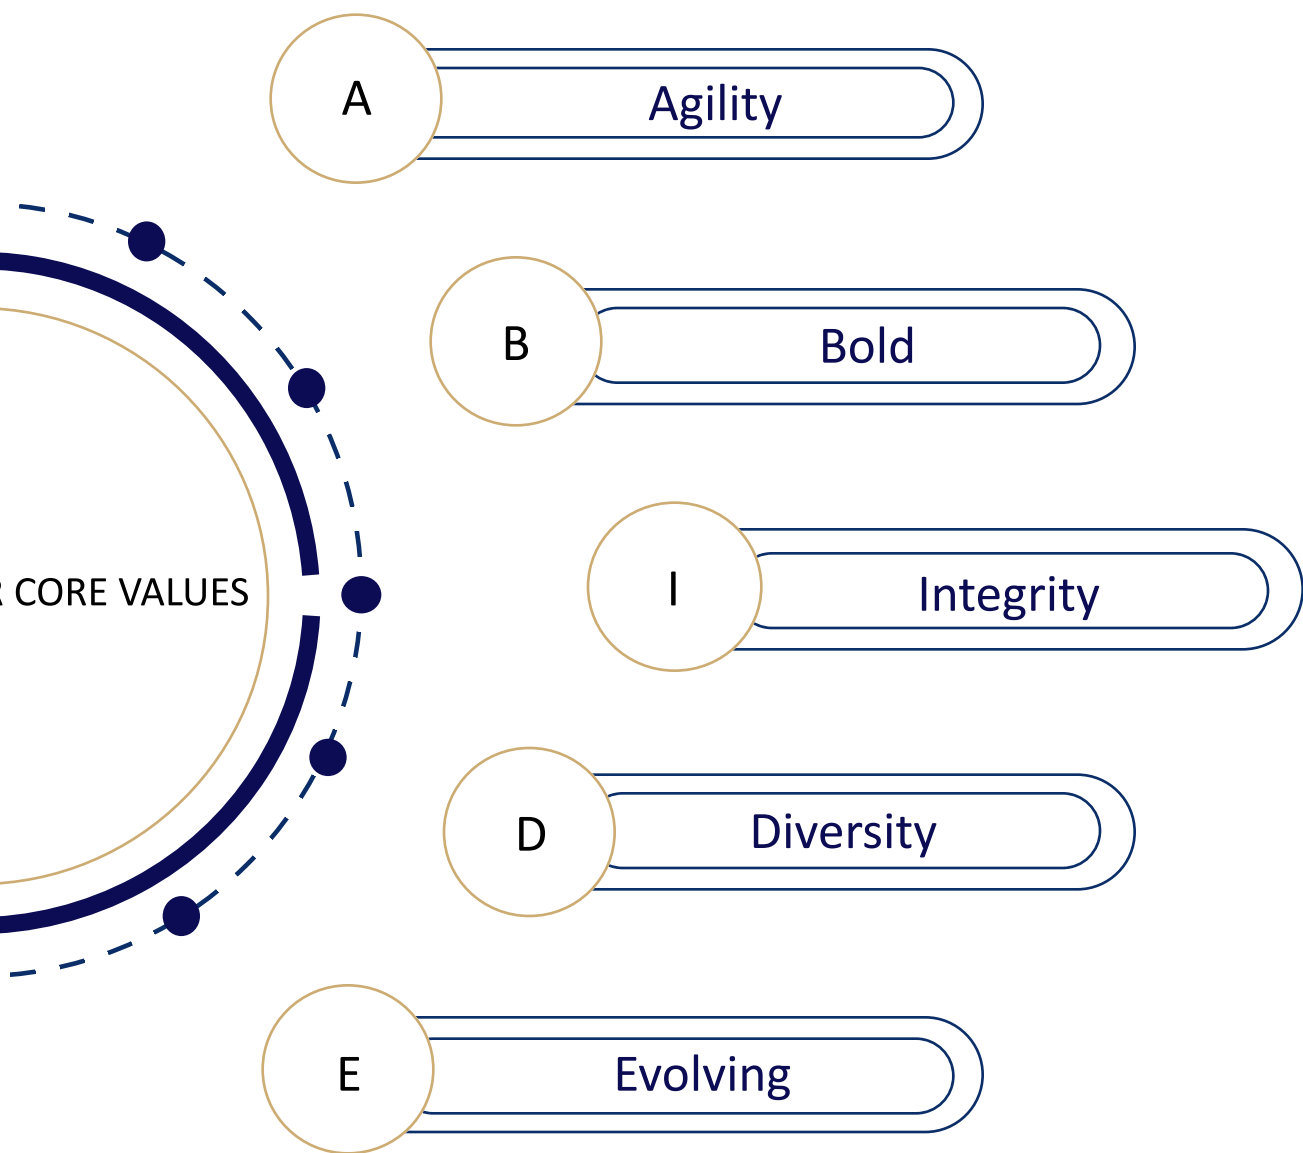 A
Agility
B
Bold
R CORE VALUES
I
Integrity
D
Diversity
E
Evolving